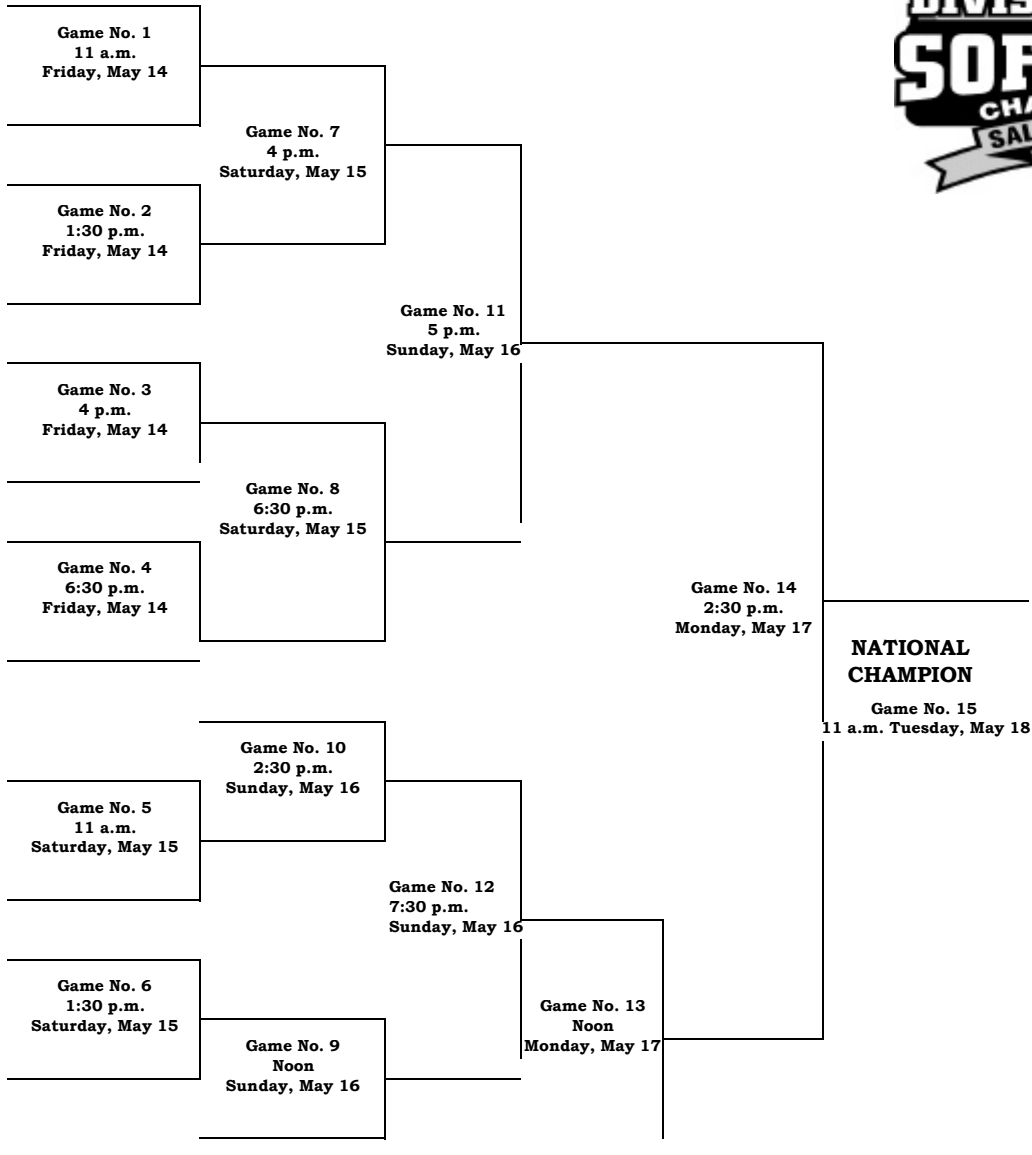 Game No. 1
11 a.m.
Friday, May 14
Game No. 7
4 p.m.
Saturday, May 15
Game No. 2
1:30 p.m.
Friday, May 14
Game No. 11
5 p.m.
Sunday, May 16
Game No. 3
4 p.m.
Friday, May 14
Game No. 8
6:30 p.m.
Saturday, May 15
Game No. 4
6:30 p.m.
Friday, May 14
Game No. 14
2:30 p.m.
Monday, May 17
NATIONAL
CHAMPION
Game No. 15
11 a.m. Tuesday, May 18
Game No. 10
2:30 p.m.
Sunday, May 16
Game No. 5
11 a.m.
Saturday, May 15
Game No. 12
7:30 p.m.
Sunday, May 16
Game No. 6
1:30 p.m.
Saturday, May 15
Game No. 13
Noon
Monday, May 17
Game No. 9
Noon
Sunday, May 16